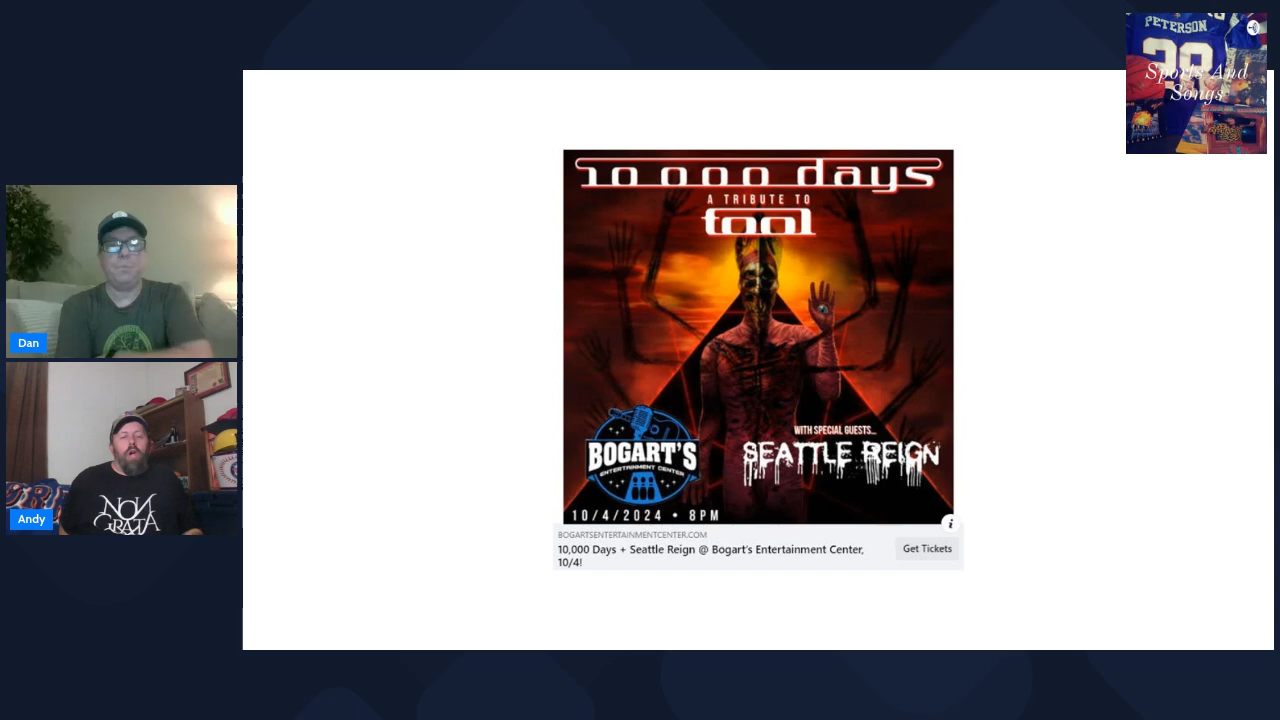 PETERSON
28
Sports And
Songs
10 000 days
A TRIBUTE TO
tool
WITH SPECIAL GUESTS...
SEATTLE REIGN
BOGART'S
ENTERTAINMENT CENTER
10/4/2024 • 8PM
i
BOGARTSENTERTAINMENTCENTER.COM
10,000 Days + Seattle Reign @ Bogart's Entertainment Center,
10/4!
Get Tickets
Dan
NON
GRATA
Andy